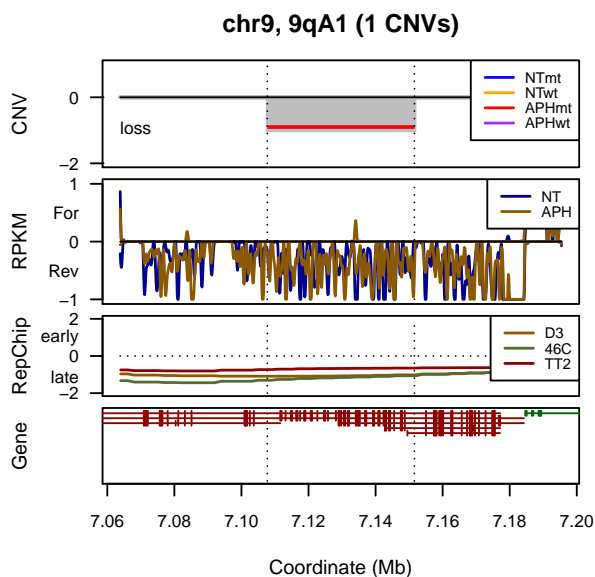 chr9, 9qA1 (1 CNVs)
CNV
0
−2
loss
NTmt
NTwt
APHmt
APHwt
RPKM
1
For
0
Rev
−1
NT
APH
RepChip
2
early
0
late
−2
D3
46C
TT2
Gene
7.06 7.08 7.10 7.12 7.14 7.16 7.18 7.20
Coordinate (Mb)